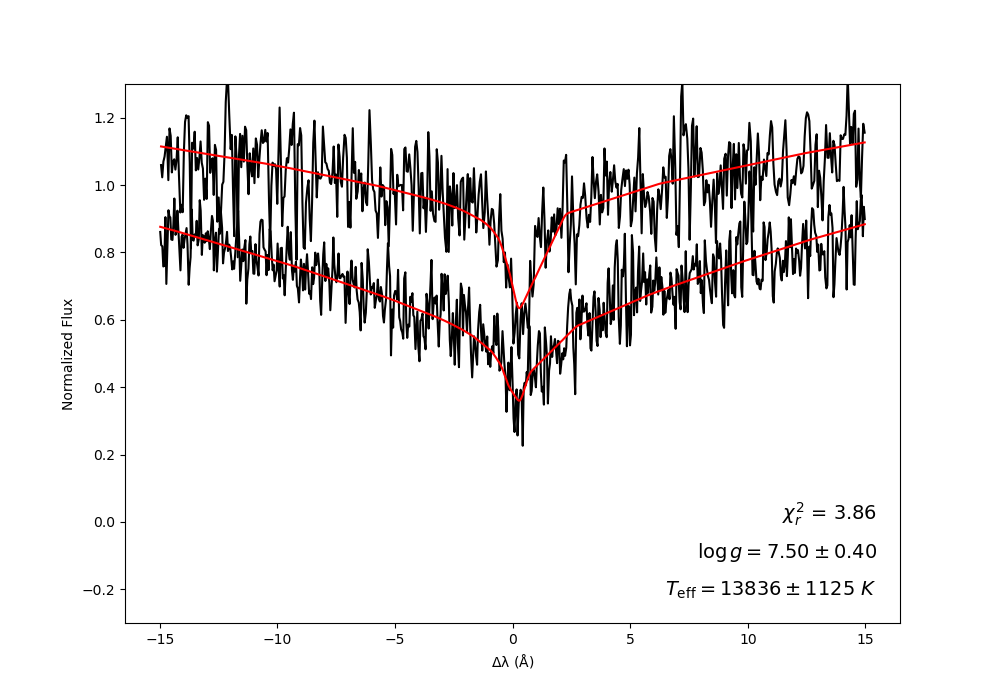 1.2
1.0
0.8
0.6
0.4
0.2
0.0
−0.2
Normalized Flux
χ²ᵣ = 3.86
log g = 7.50 ± 0.40
T_eff = 13836 ± 1125 K
−15 −10 −5 0 5 10 15
Δλ (Å)